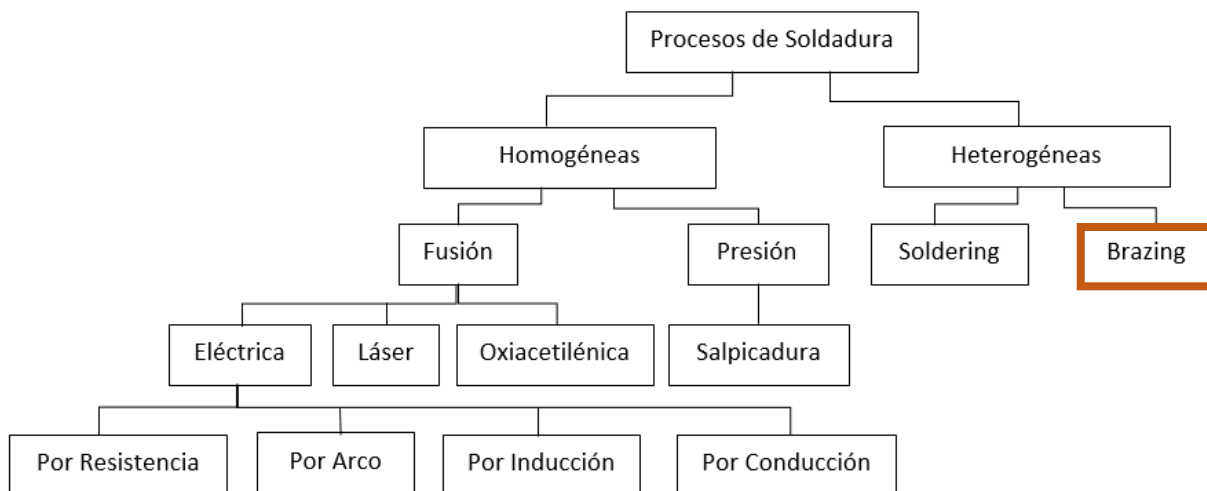 Procesos de Soldadura
Homogéneas
Heterogéneas
Fusión
Presión
Soldering
Brazing
Eléctrica
Láser
Oxiacetilénica
Salpicadura
Por Resistencia
Por Arco
Por Inducción
Por Conducción